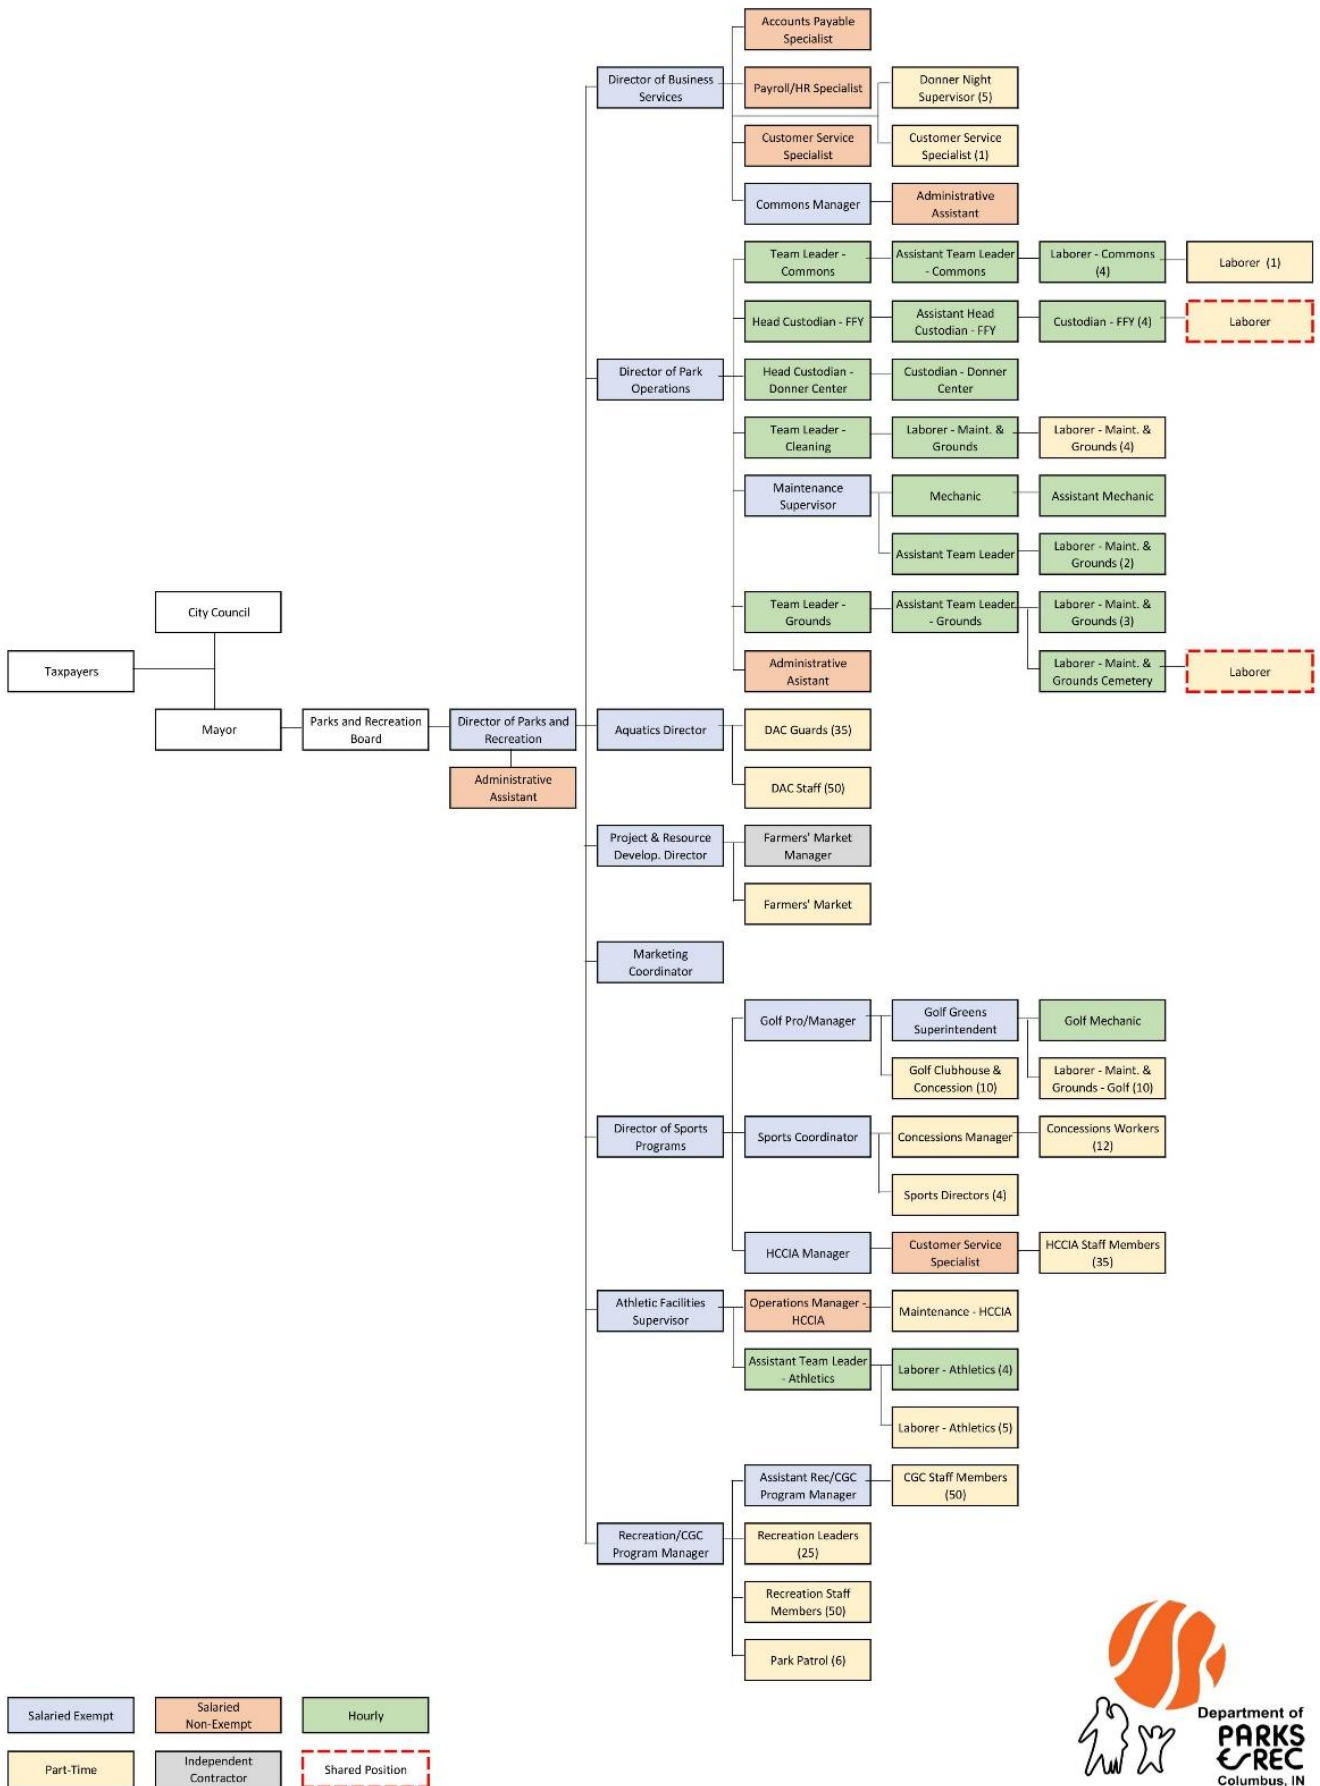 Accounts Payable
Specialist
Director of Business
Services
Payroll/HR Specialist
Donner Night
Supervisor (5)
Customer Service
Specialist
Customer Service
Specialist (1)
Commons Manager
Administrative
Assistant
Team Leader -
Commons
Assistant Team Leader
- Commons
Laborer - Commons
(4)
Laborer (1)
Head Custodian - FFY
Assistant Head
Custodian - FFY
Custodian - FFY (4)
Laborer
Director of Park
Operations
Head Custodian -
Donner Center
Custodian - Donner
Center
Team Leader -
Cleaning
Laborer - Maint. &
Grounds
Laborer - Maint. &
Grounds (4)
Maintenance
Supervisor
Mechanic
Assistant Mechanic
Assistant Team Leader
Laborer - Maint. &
Grounds (2)
City Council
Team Leader -
Grounds
Assistant Team Leader
- Grounds
Laborer - Maint. &
Grounds (3)
Taxpayers
Administrative
Asistant
Laborer - Maint. &
Grounds Cemetery
Laborer
Mayor
Parks and Recreation
Board
Director of Parks and
Recreation
Aquatics Director
DAC Guards (35)
Administrative
Assistant
DAC Staff (50)
Project & Resource
Develop. Director
Farmers' Market
Manager
Farmers' Market
Marketing
Coordinator
Golf Pro/Manager
Golf Greens
Superintendent
Golf Mechanic
Golf Clubhouse &
Concession (10)
Laborer - Maint. &
Grounds - Golf (10)
Director of Sports
Programs
Sports Coordinator
Concessions Manager
Concessions Workers
(12)
Sports Directors (4)
HCCIA Manager
Customer Service
Specialist
HCCIA Staff Members
(35)
Athletic Facilities
Supervisor
Operations Manager -
HCCIA
Maintenance - HCCIA
Assistant Team Leader
- Athletics
Laborer - Athletics (4)
Laborer - Athletics (5)
Assistant Rec/CGC
Program Manager
CGC Staff Members
(50)
Recreation/CGC
Program Manager
Recreation Leaders
(25)
Recreation Staff
Members (50)
Park Patrol (6)
Salaried Exempt
Salaried
Non-Exempt
Hourly
Part-Time
Independent
Contractor
Shared Position
Department of
PARKS
& REC
Columbus, IN